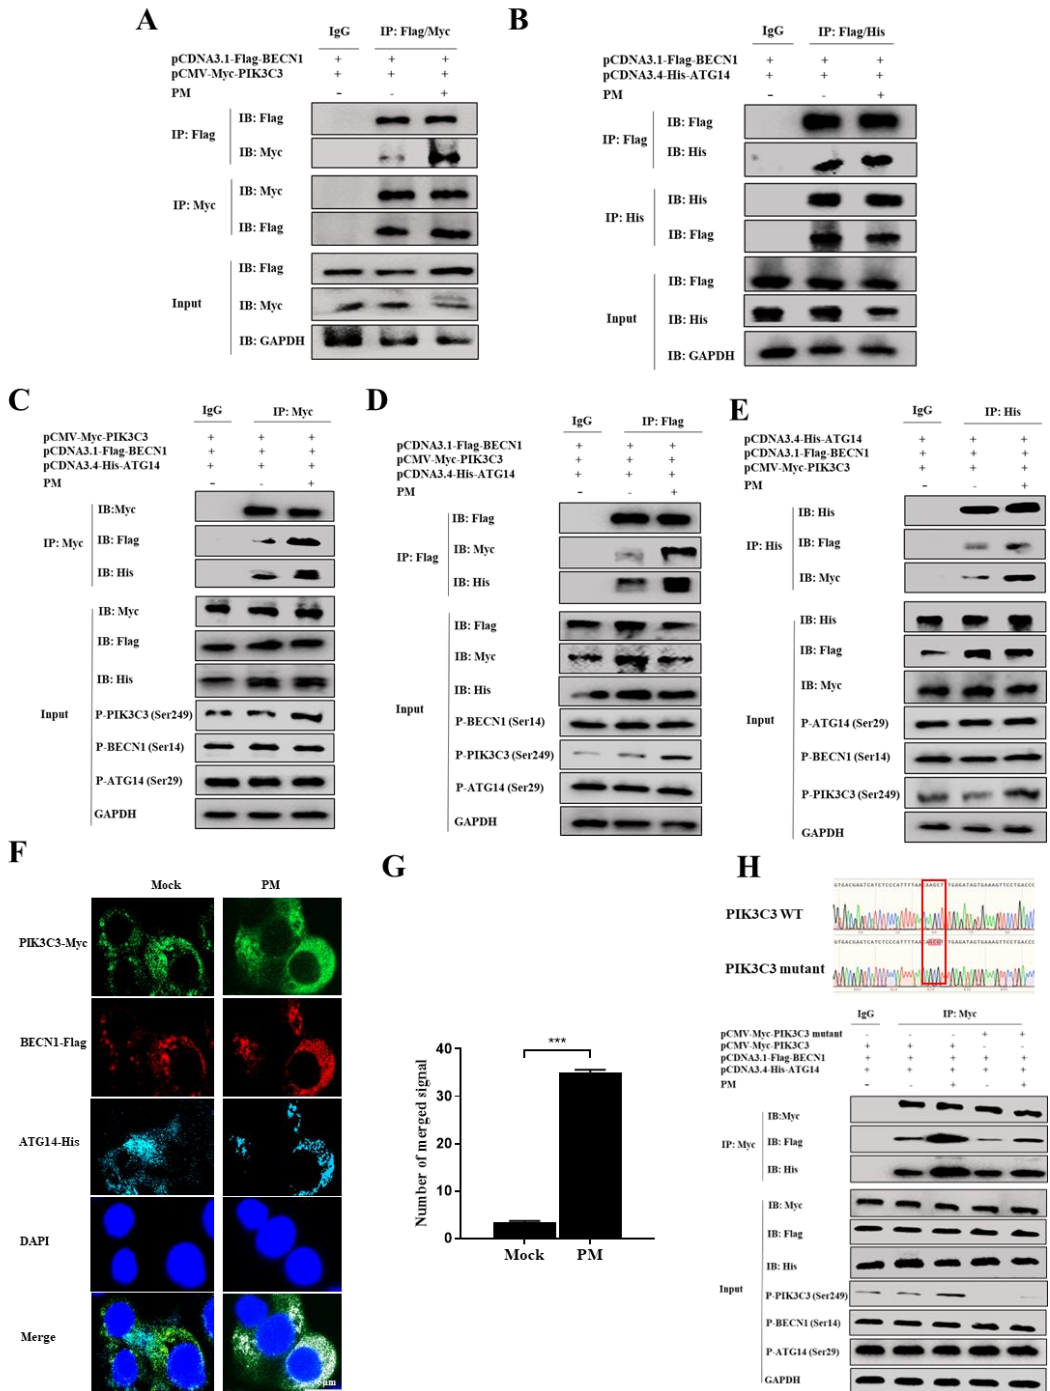 A
IgG IP: Flag/Myc
pCDNA3.1-Flag-BECN1 + + +
pCMV-Myc-PIK3C3 + + +
PM - - +
IP: Flag
IB: Flag
IB: Myc
IP: Myc
IB: Myc
IB: Flag
Input
IB: Flag
IB: Myc
IB: GAPDH
B
IgG IP: Flag/His
pCDNA3.1-Flag-BECN1 + + +
pCDNA3.4-His-ATG14 + + +
PM - - +
IP: Flag
IB: Flag
IB: His
IP: His
IB: His
IB: Flag
Input
IB: Flag
IB: His
IB: GAPDH
C
IgG IP: Myc
pCMV-Myc-PIK3C3 + + +
pCDNA3.1-Flag-BECN1 + + +
pCDNA3.4-His-ATG14 + + +
PM - - +
IP: Myc
IB:Myc
IB: Flag
IB: His
Input
IB: Myc
IB: Flag
IB: His
P-PIK3C3 (Ser249)
P-BECN1 (Ser14)
P-ATG14 (Ser29)
GAPDH
D
IgG IP: Flag
pCDNA3.1-Flag-BECN1 + + +
pCMV-Myc-PIK3C3 + + +
pCDNA3.4-His-ATG14 + + +
PM - - +
IP: Flag
IB: Flag
IB: Myc
IB: His
Input
IB: Flag
IB: Myc
IB: His
P-BECN1 (Ser14)
P-PIK3C3 (Ser249)
P-ATG14 (Ser29)
GAPDH
E
IgG IP: His
pCDNA3.4-His-ATG14 + + +
pCDNA3.1-Flag-BECN1 + + +
pCMV-Myc-PIK3C3 + + +
PM - - +
IP: His
IB: His
IB: Flag
IB: Myc
Input
IB: His
IB: Flag
IB: Myc
P-ATG14 (Ser29)
P-BECN1 (Ser14)
P-PIK3C3 (Ser249)
GAPDH
F
Mock PM
PIK3C3-Myc
BECN1-Flag
ATG14-His
DAPI
Merge
G
Number of merged signal
40
30
20
10
0
***
Mock PM
H
PIK3C3 WT
PIK3C3 mutant
IgG IP: Myc
pCMV-Myc-PIK3C3 mutant - - - + +
pCMV-Myc-PIK3C3 + + + - -
pCDNA3.1-Flag-BECN1 + + + + +
pCDNA3.4-His-ATG14 + + + + +
PM - - + - +
IP: Myc
IB:Myc
IB: Flag
IB: His
Input
IB: Myc
IB: Flag
IB: His
P-PIK3C3 (Ser249)
P-BECN1 (Ser14)
P-ATG14 (Ser29)
GAPDH